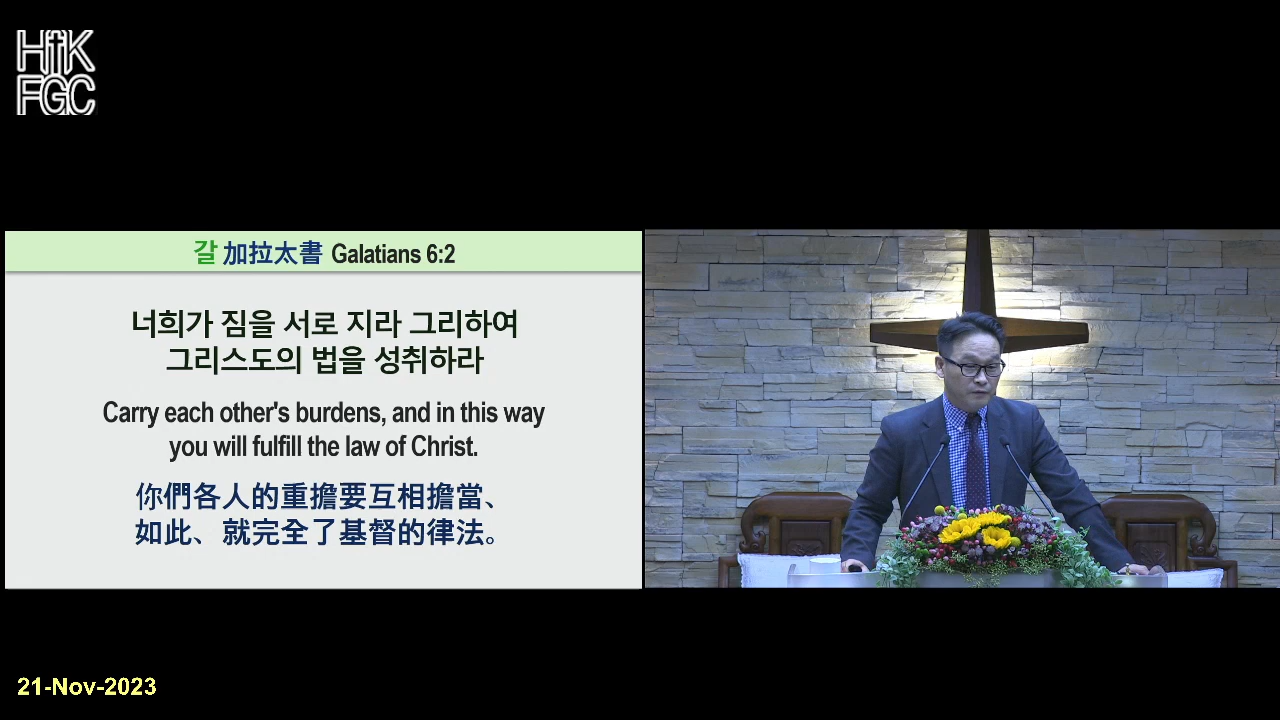 HfK
FGC
갈 加拉太書 Galatians 6:2
너희가 짐을 서로 지라 그리하여
그리스도의 법을 성취하라
Carry each other's burdens, and in this way
you will fulfill the law of Christ.
你們各人的重擔要互相擔當、
如此、就完全了基督的律法。
21-Nov-2023